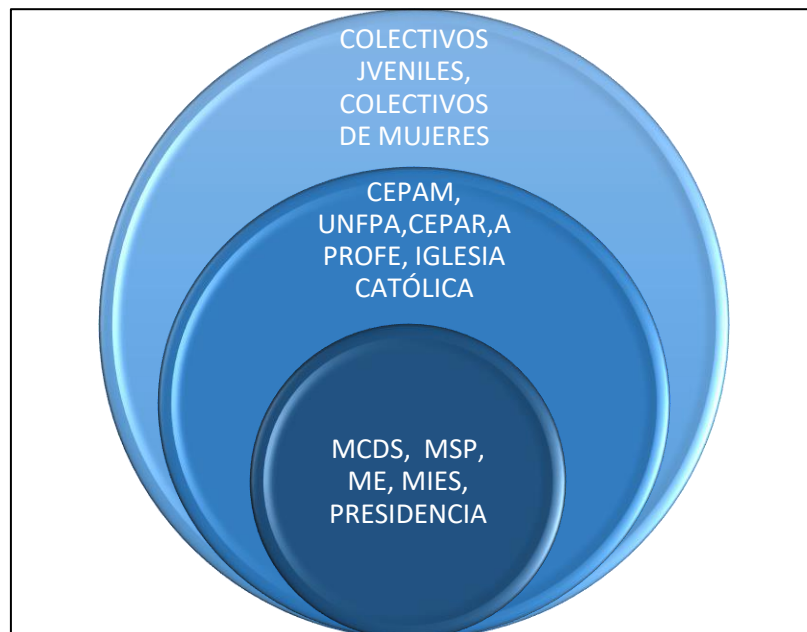 COLECTIVOS
JVENILES,
COLECTIVOS
DE MUJERES
CEPAM,
UNFPA,CEPAR,A
PROFE, IGLESIA
CATÓLICA
MCDS, MSP,
ME, MIES,
PRESIDENCIA